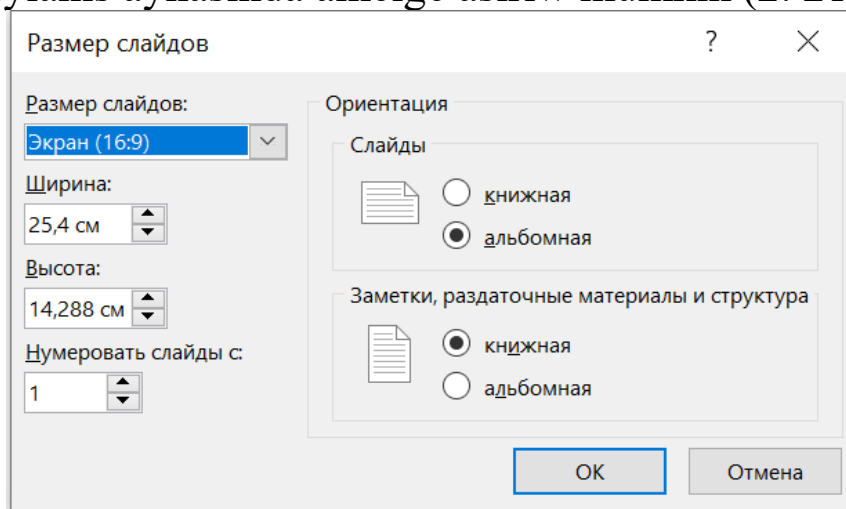 Размер слайдов ?
Размер слайдов:
Экран (16:9)
Ширина:
25,4 см
Высота:
14,288 см
Нумеровать слайды с:
1
Ориентация
Слайды
книжная
альбомная
Заметки, раздаточные материалы и структура
книжная
альбомная
ОК
Отмена